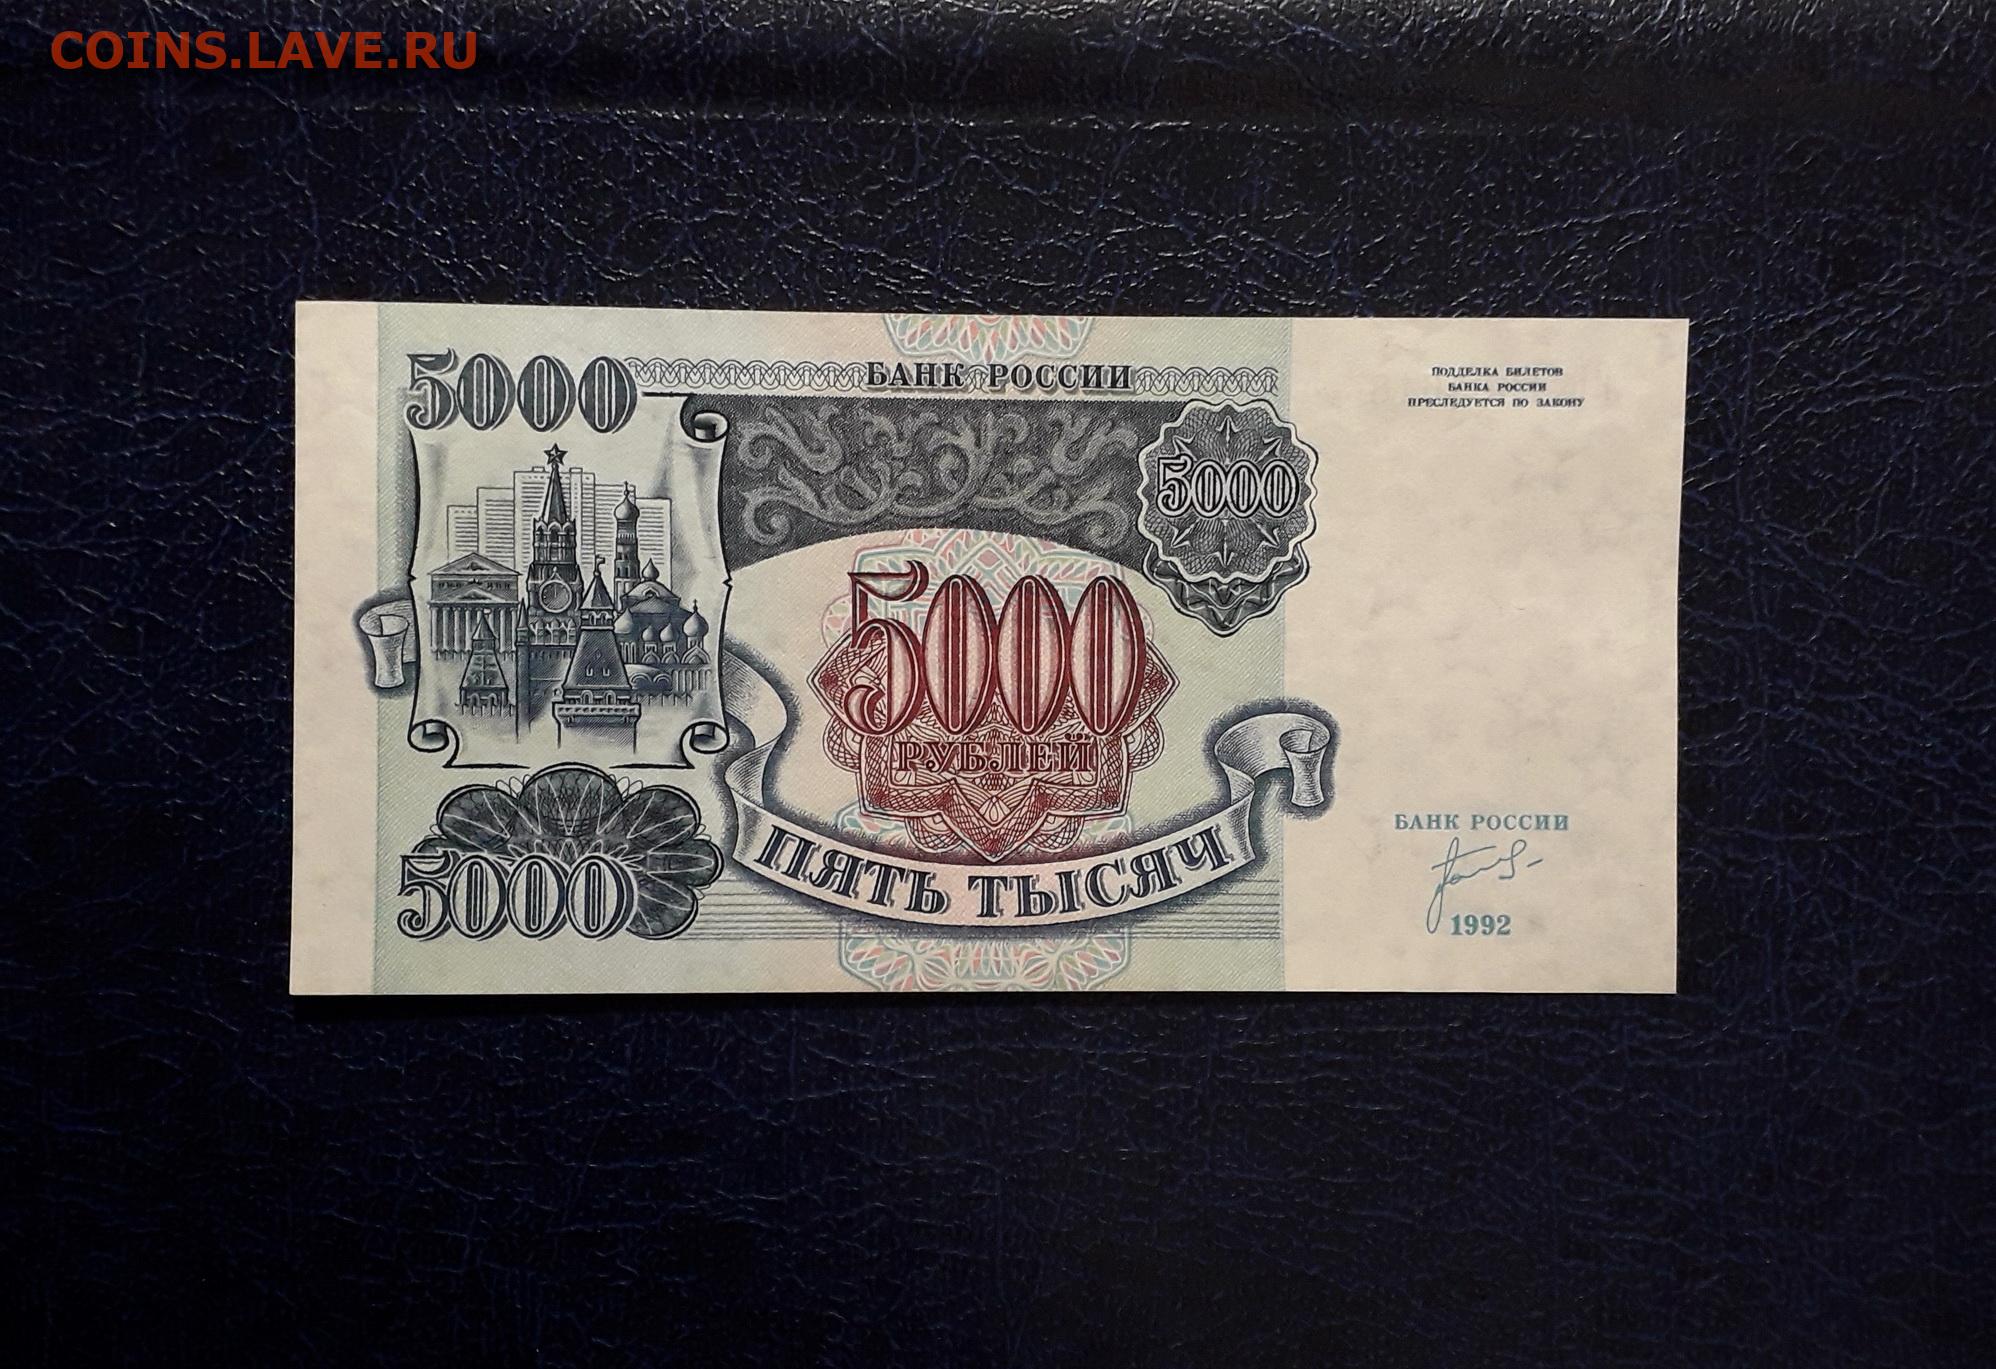 COINS.LAVE.RU
5000
БАНК РОССИИ
ПОДДЕЛКА БИЛЕТОВ
БАНКА РОССИИ
ПРЕСЛЕДУЕТСЯ ПО ЗАКОНУ
5000
5000
РУБЛЕЙ
5000
ПЯТЬ ТЫСЯЧ
БАНК РОССИИ
1992